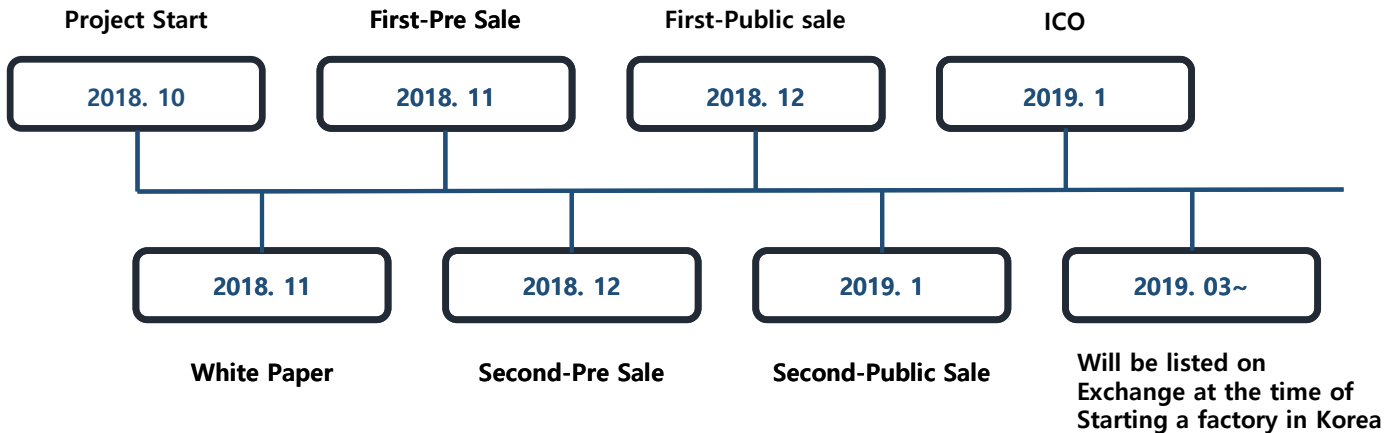 Project Start
First-Pre Sale
First-Public sale
ICO
2018. 10
2018. 11
2018. 12
2019. 1
2018. 11
2018. 12
2019. 1
2019. 03~
White Paper
Second-Pre Sale
Second-Public Sale
Will be listed on
Exchange at the time of
Starting a factory in Korea